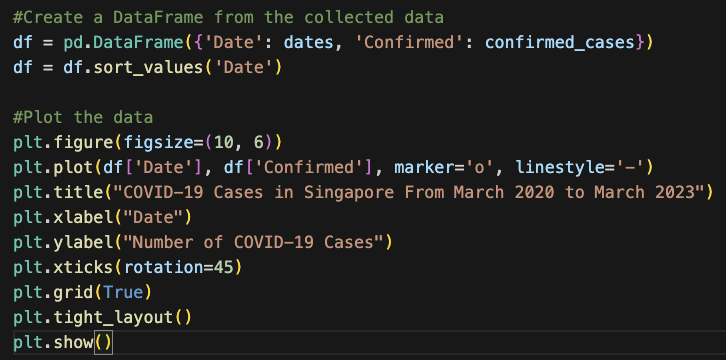 #Create a DataFrame from the collected data
df = pd.DataFrame({'Date': dates, 'Confirmed': confirmed_cases})
df = df.sort_values('Date')

#Plot the data
plt.figure(figsize=(10, 6))
plt.plot(df['Date'], df['Confirmed'], marker='o', linestyle='-')
plt.title("COVID-19 Cases in Singapore From March 2020 to March 2023")
plt.xlabel("Date")
plt.ylabel("Number of COVID-19 Cases")
plt.xticks(rotation=45)
plt.grid(True)
plt.tight_layout()
plt.show()